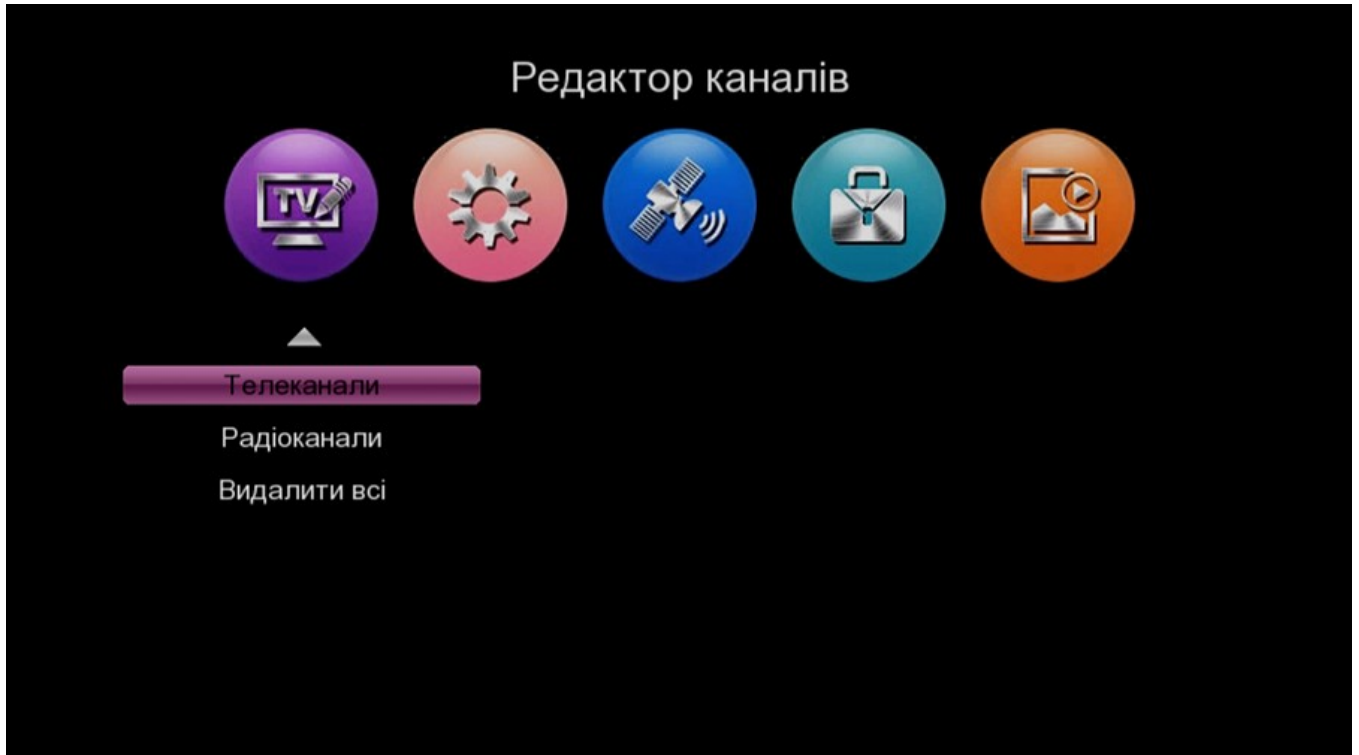 Редактор каналів
TV
Телеканали
Радіоканали
Видалити всі